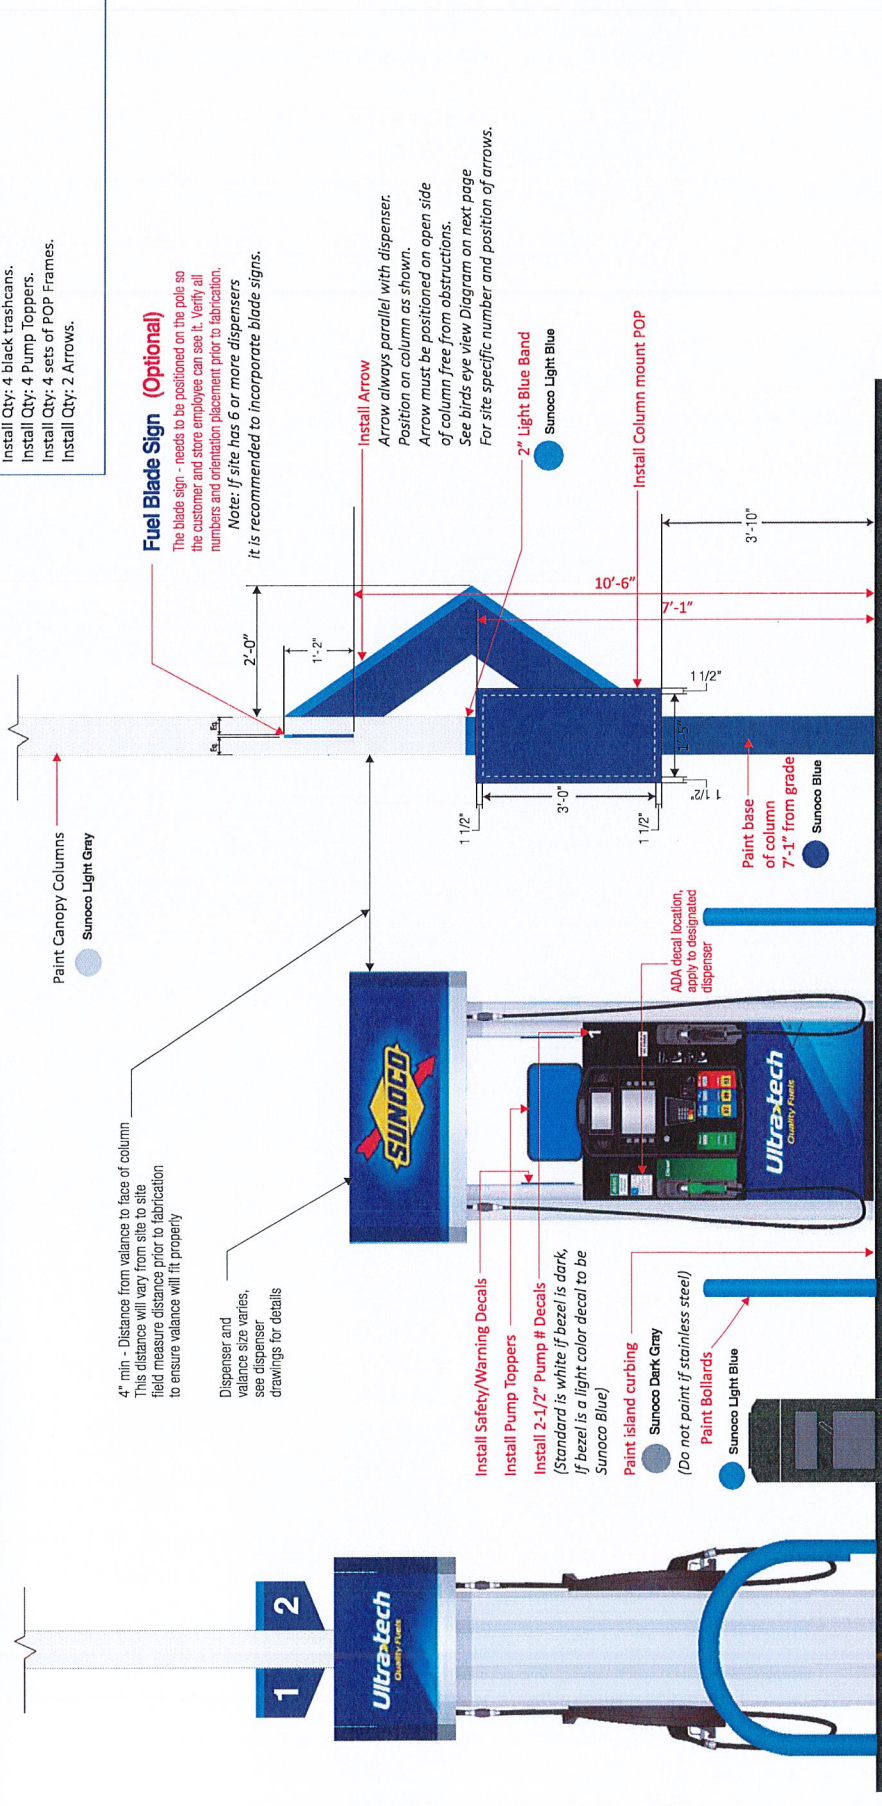 Install Qty: 4 black trashcans.
Install Qty: 4 Pump Toppers.
Install Qty: 4 sets of POP Frames.
Install Qty: 2 Arrows.
Fuel Blade Sign (Optional)
The blade sign - needs to be positioned on the pole so
the customer and store employee can see it. Verify all
numbers and orientation placement prior to fabrication.
Note: If site has 6 or more dispensers
it is recommended to incorporate blade signs.
Paint Canopy Columns
Sunoco Light Gray
4" min - Distance from valance to face of column
This distance will vary from site to site
field measure distance prior to fabrication
to ensure valance will fit properly
Dispenser and
valance size varies,
see dispenser
drawings for details
Eq.
Eq.
2'-0"
1'-2"
Install Arrow
Arrow always parallel with dispenser.
Position on column as shown.
Arrow must be positioned on open side
of column free from obstructions.
See birds eye view Diagram on next page
For site specific number and position of arrows.
2" Light Blue Band
Sunoco Light Blue
Install Column mount POP
10'-6"
7'-1"
3'-10"
1 1/2"
3'-0"
1 1/2"
1 1/2"
1'-5"
1 1/2"
Paint base
of column
7'-1" from grade
Sunoco Blue
1
2
Ultra tech
Quality Fuels
SUNOCO
Install Safety/Warning Decals
Install Pump Toppers
Install 2-1/2" Pump # Decals
(Standard is white if bezel is dark,
If bezel is a light color decal to be
Sunoco Blue)
Paint island curbing
Sunoco Dark Gray
(Do not paint if stainless steel)
Paint Bollards
Sunoco Light Blue
ADA decal location,
apply to designated
dispenser
1
Diesel
Ultra tech
Quality Fuels